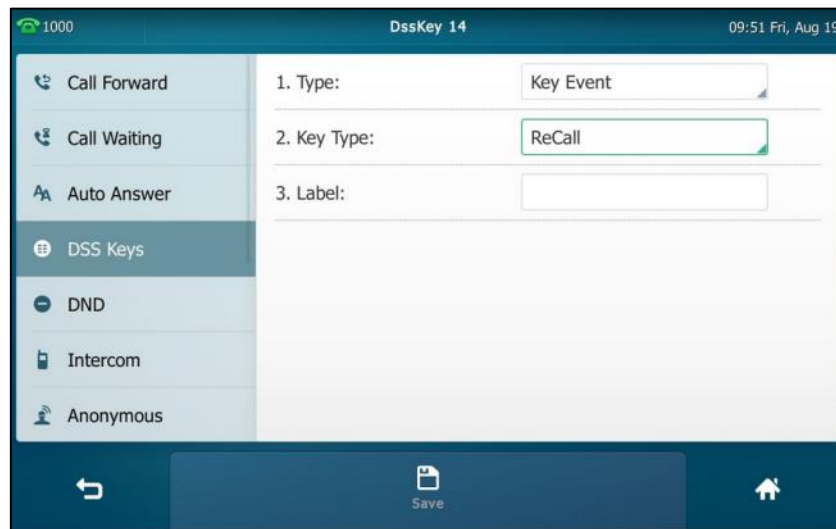 1000 DssKey 14 09:51 Fri, Aug 19
Call Forward
Call Waiting
AA Auto Answer
DSS Keys
DND
Intercom
Anonymous
1. Type: Key Event
2. Key Type: ReCall
3. Label:
Save